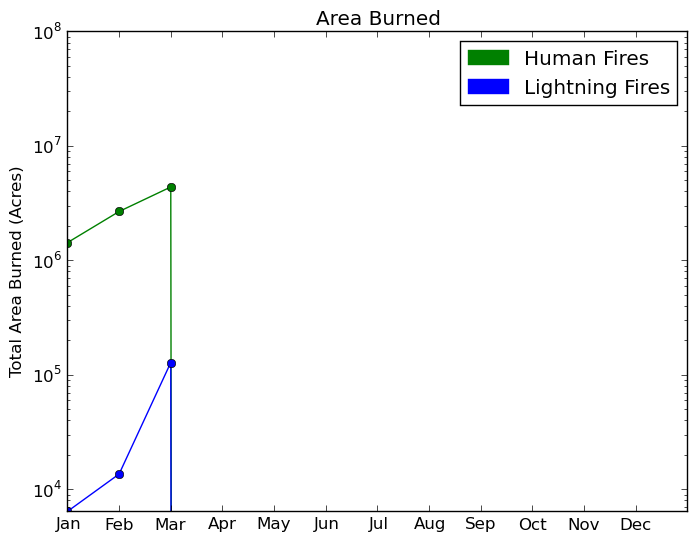 Area Burned
10^8
Human Fires
Lightning Fires
10^7
10^6
10^5
10^4
Total Area Burned (Acres)
Jan Feb Mar Apr May Jun Jul Aug Sep Oct Nov Dec